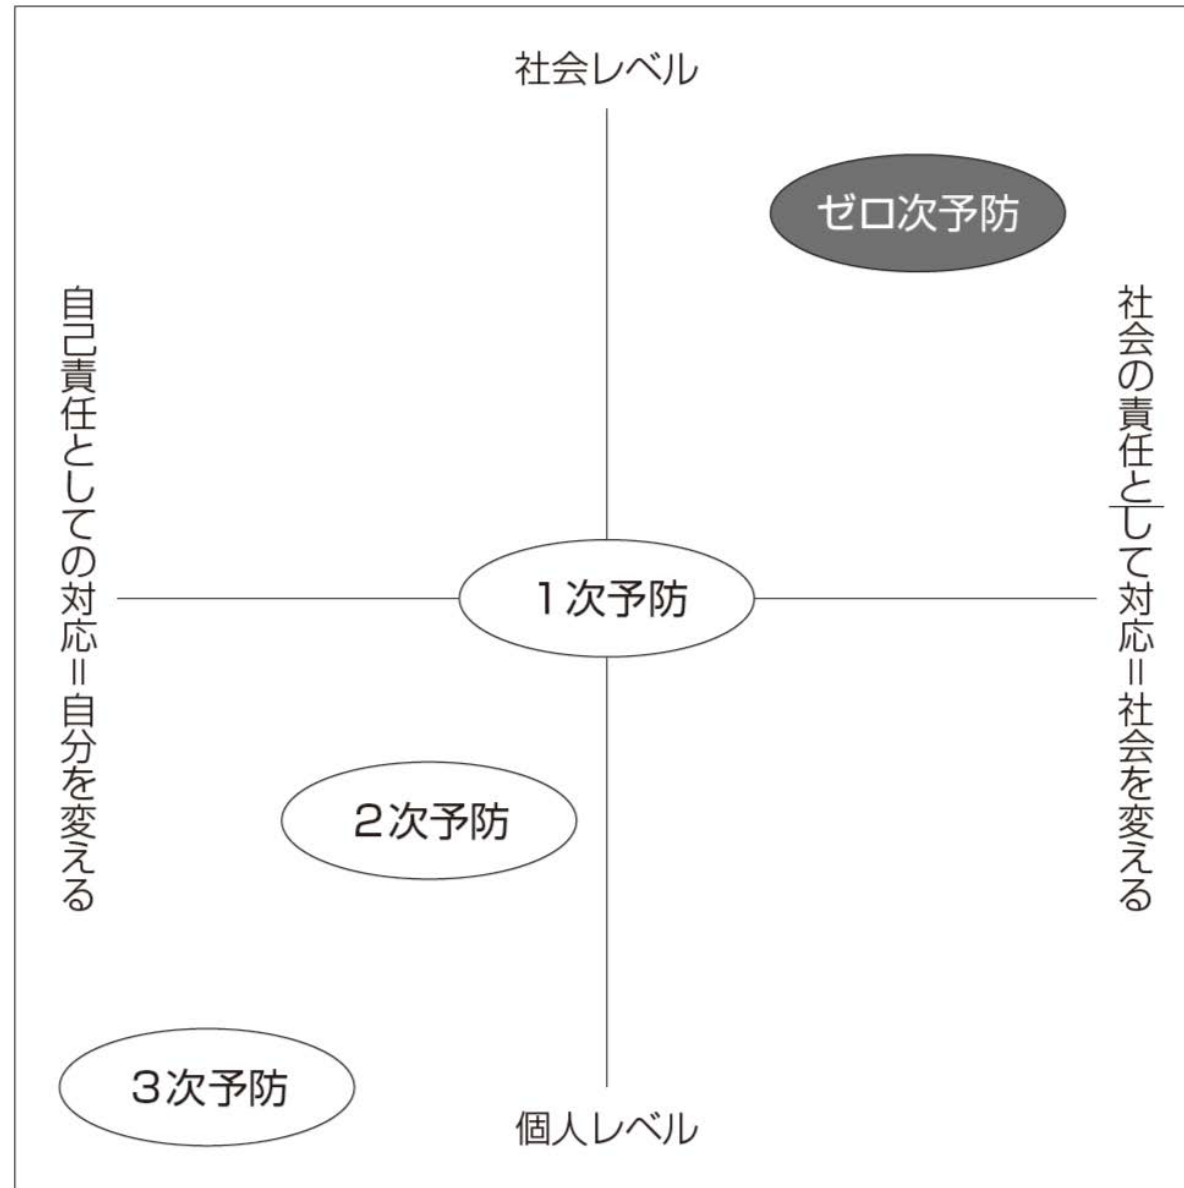 社会レベル
ゼロ次予防
自己責任としての対応＝自分を変える
社会の責任として対応＝社会を変える
1次予防
2次予防
3次予防
個人レベル